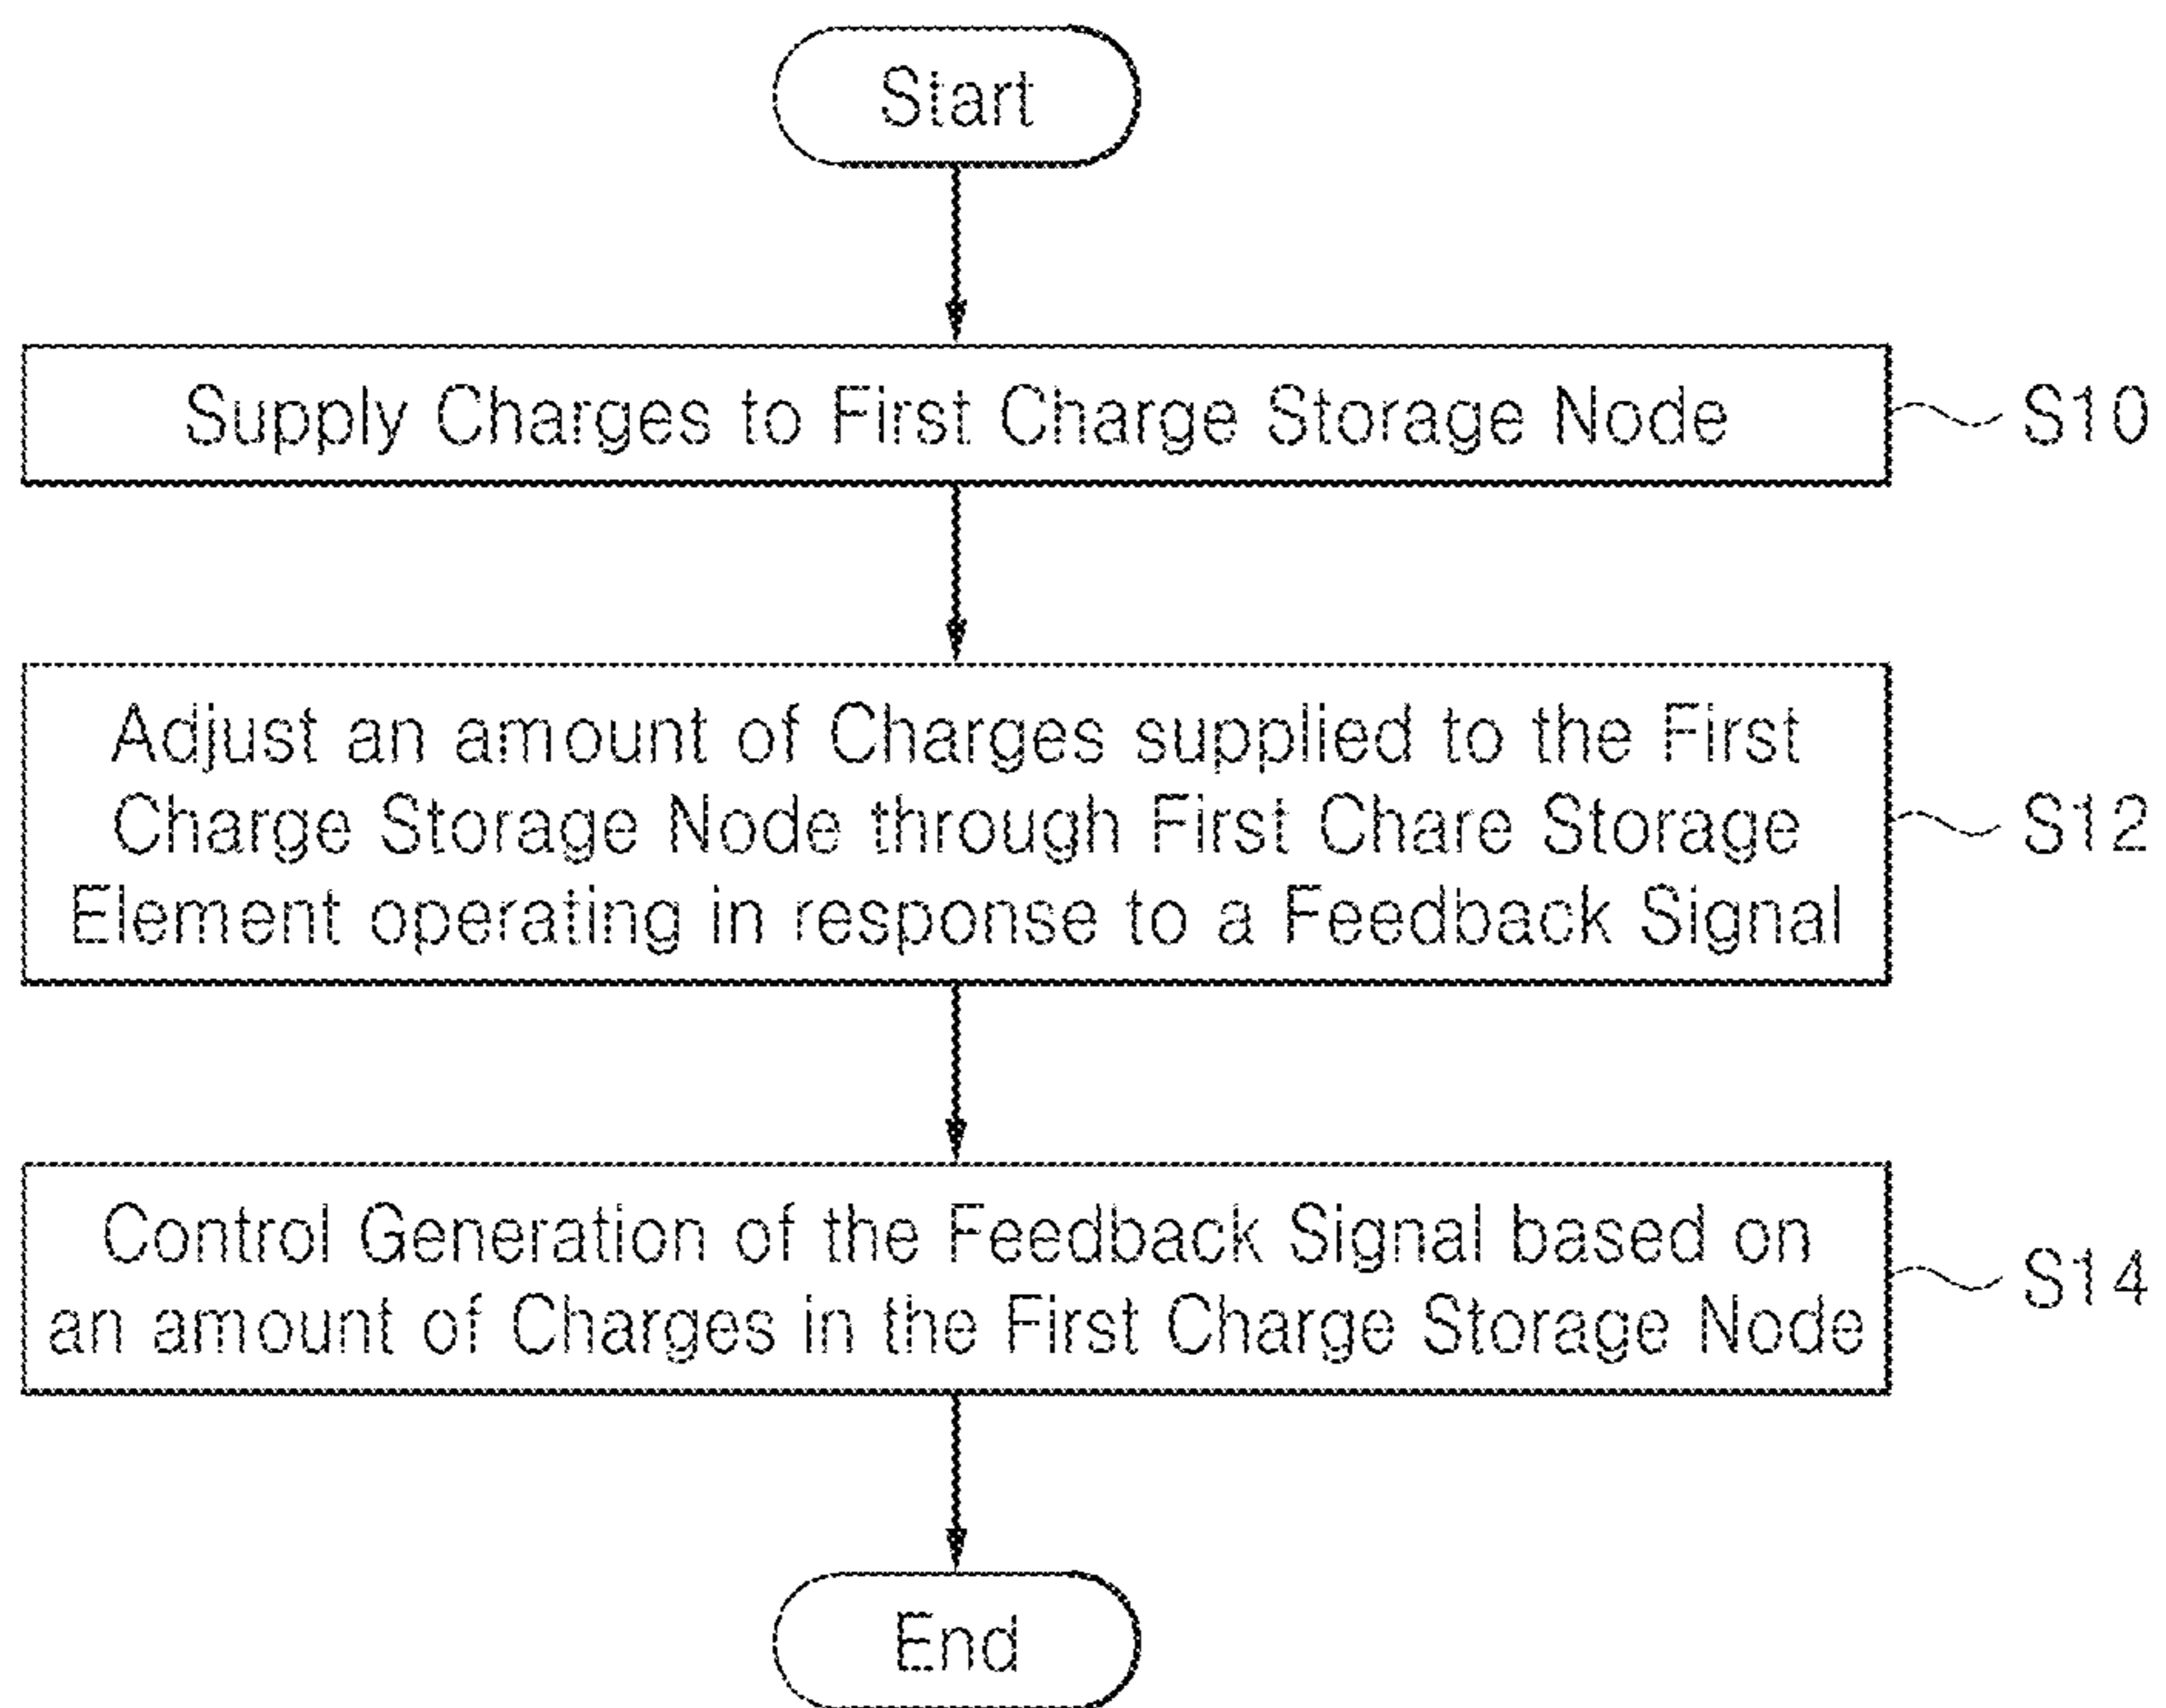 Start
Supply Charges to First Charge Storage Node
S10
Adjust an amount of Charges supplied to the First
Charge Storage Node through First Chare Storage
Element operating in response to a Feedback Signal
S12
Control Generation of the Feedback Signal based on
an amount of Charges in the First Charge Storage Node
S14
End